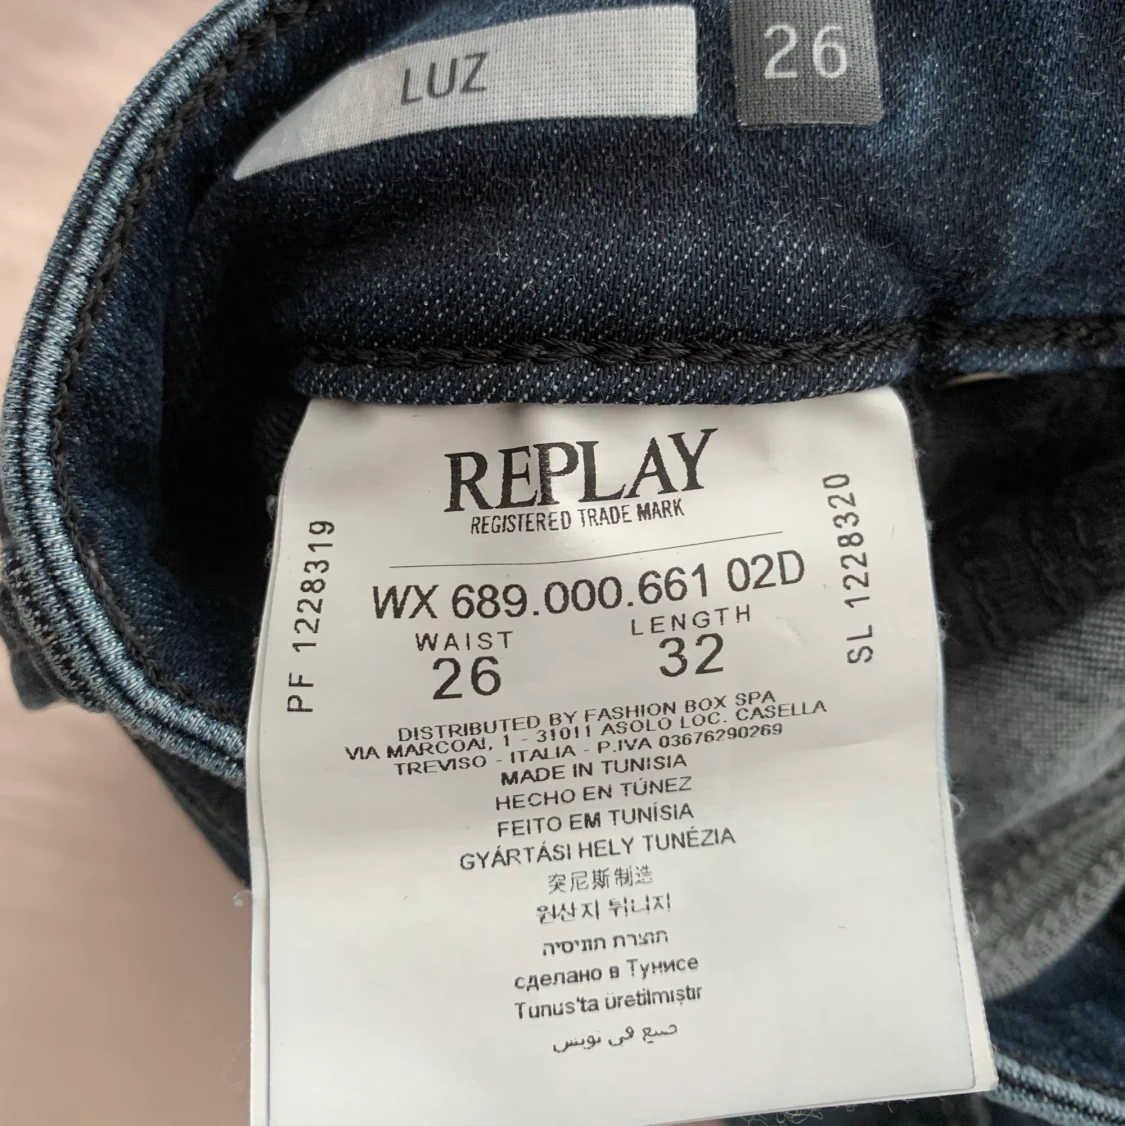 LUZ
26
REPLAY
REGISTERED TRADE MARK
PF 1228319
SL 1228320
WX 689.000.661 02D
WAIST LENGTH
26 32
DISTRIBUTED BY FASHION BOX SPA
VIA MARCOAI, 1 - 31011 ASOLO LOC. CASELLA
TREVISO - ITALIA - P.IVA 03676290269
MADE IN TUNISIA
HECHO EN TÚNEZ
FEITO EM TUNÍSIA
GYÁRTÁSI HELY TUNÉZIA
突尼斯制造
원산지 튀니지
תוצרת תוניסיה
сделано в Тунисе
Tunus'ta üretilmıştır
صنع في تونس